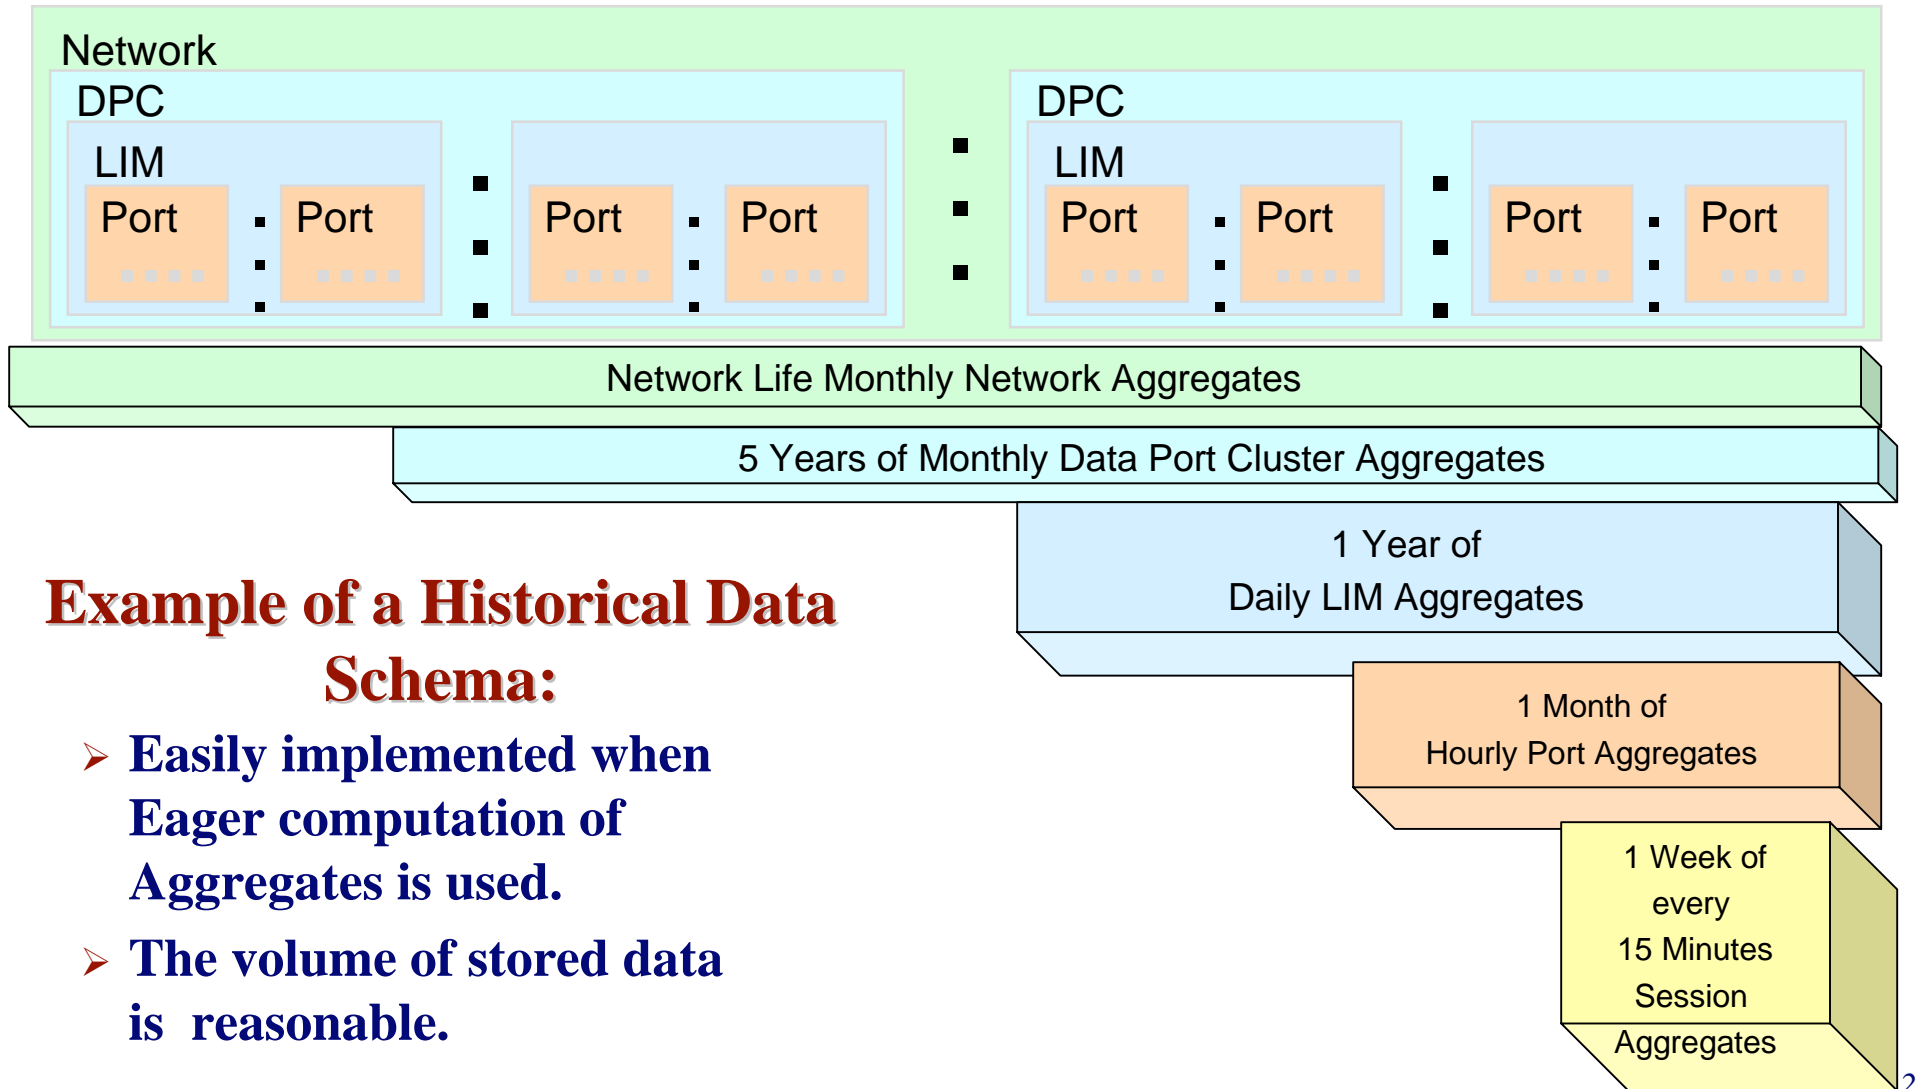 Network
DPC
DPC
LIM
LIM
Port Port Port Port Port Port Port Port
Network Life Monthly Network Aggregates
5 Years of Monthly Data Port Cluster Aggregates
1 Year of
Daily LIM Aggregates
1 Month of
Hourly Port Aggregates
1 Week of
every
15 Minutes
Session
Aggregates
Example of a Historical Data
Schema:
Easily implemented when
Eager computation of
Aggregates is used.
The volume of stored data
is reasonable.